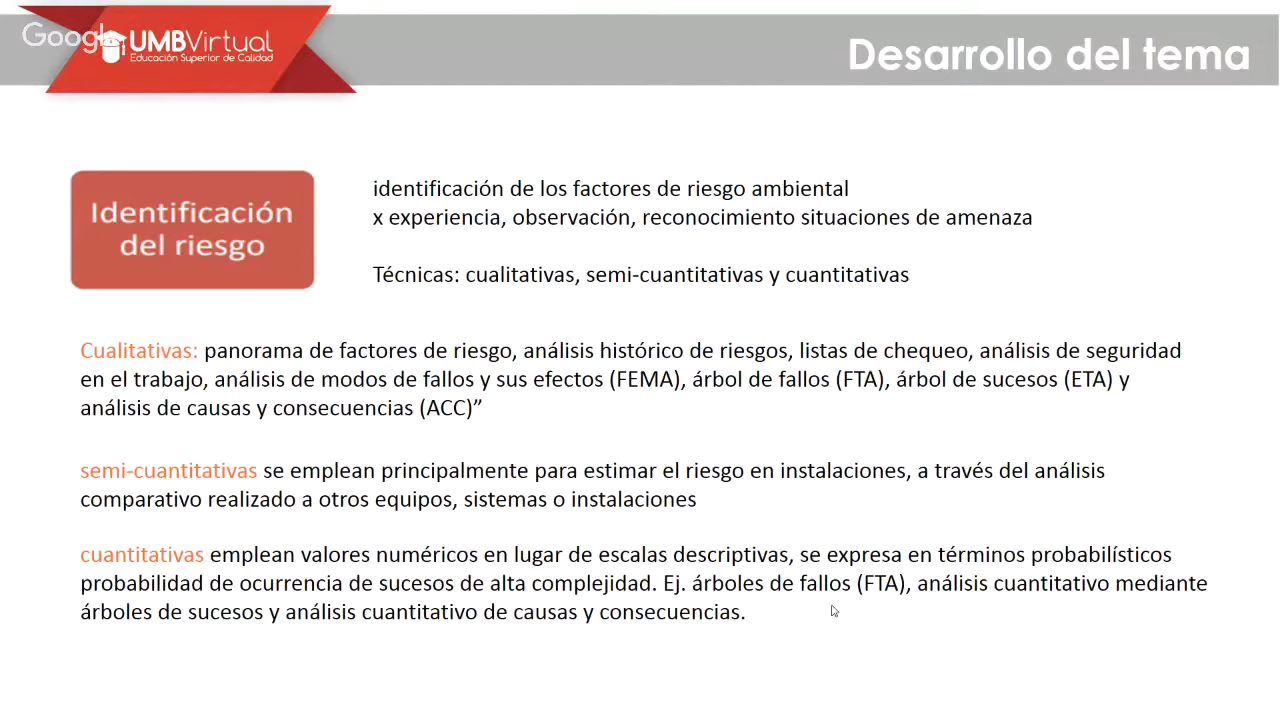 Google
UMBVirtual
Educación Superior de Calidad
Desarrollo del tema
Identificación
del riesgo
identificación de los factores de riesgo ambiental
x experiencia, observación, reconocimiento situaciones de amenaza
Técnicas: cualitativas, semi-cuantitativas y cuantitativas
Cualitativas: panorama de factores de riesgo, análisis histórico de riesgos, listas de chequeo, análisis de seguridad
en el trabajo, análisis de modos de fallos y sus efectos (FEMA), árbol de fallos (FTA), árbol de sucesos (ETA) y
análisis de causas y consecuencias (ACC)”
semi-cuantitativas se emplean principalmente para estimar el riesgo en instalaciones, a través del análisis
comparativo realizado a otros equipos, sistemas o instalaciones
cuantitativas emplean valores numéricos en lugar de escalas descriptivas, se expresa en términos probabilísticos
probabilidad de ocurrencia de sucesos de alta complejidad. Ej. árboles de fallos (FTA), análisis cuantitativo mediante
árboles de sucesos y análisis cuantitativo de causas y consecuencias.